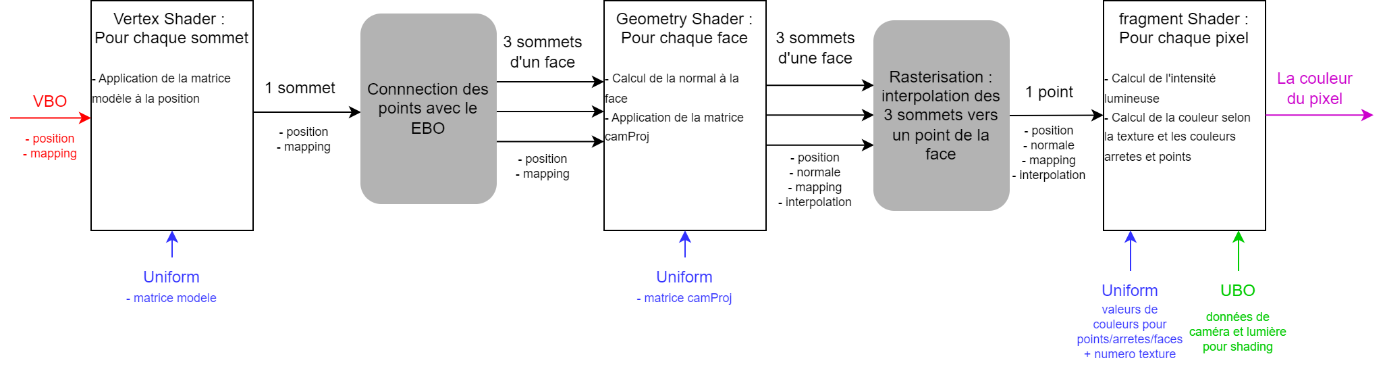 Vertex Shader :
Pour chaque sommet
- Application de la matrice
modèle à la position
VBO
- position
- mapping
Uniform
- matrice modele
1 sommet
- position
- mapping
Connnection des
points avec le
EBO
3 sommets
d'un face
- position
- mapping
Geometry Shader :
Pour chaque face
- Calcul de la normal à la
face
- Application de la matrice
camProj
Uniform
- matrice camProj
3 sommets
d'une face
- position
- normale
- mapping
- interpolation
Rasterisation :
interpolation des
3 sommets vers
un point de la
face
1 point
- position
- normale
- mapping
- interpolation
fragment Shader :
Pour chaque pixel
- Calcul de l'intensité
lumineuse
- Calcul de la couleur selon
la texture et les couleurs
arretes et points
Uniform
valeurs de
couleurs pour
points/arretes/faces
+ numero texture
UBO
données de
caméra et lumière
pour shading
La couleur
du pixel